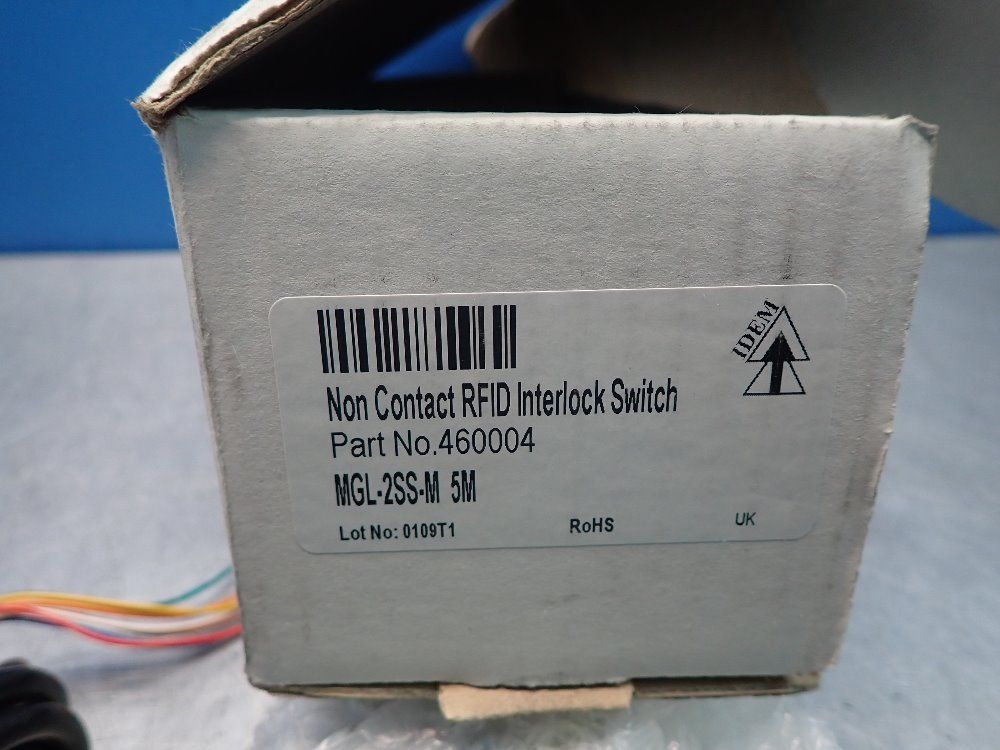 IDEM
Non Contact RFID Interlock Switch
Part No.460004
MGL-2SS-M 5M
Lot No: 0109T1 RoHS UK